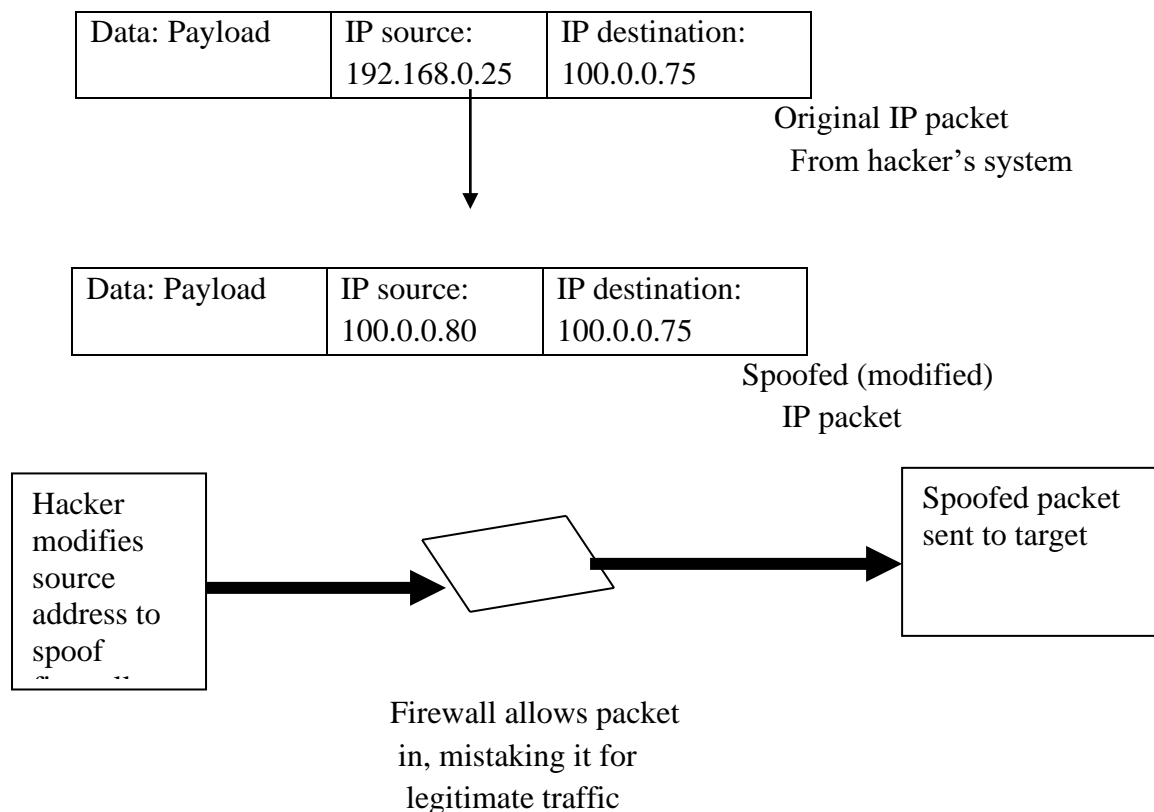 Data: Payload
IP source:
192.168.0.25
IP destination:
100.0.0.75
Original IP packet
From hacker's system
Data: Payload
IP source:
100.0.0.80
IP destination:
100.0.0.75
Spoofed (modified)
IP packet
Hacker
modifies
source
address to
spoof
Spoofed packet
sent to target
Firewall allows packet
in, mistaking it for
legitimate traffic